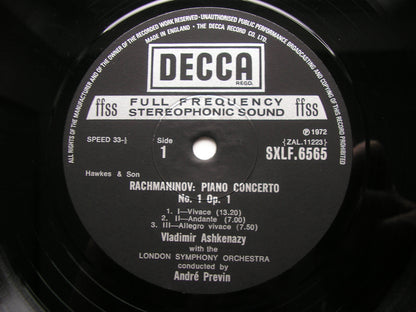 ALL RIGHTS OF THE MANUFACTURER AND OF THE OWNER OF THE RECORDED WORK RESERVED - UNAUTHORISED PUBLIC PERFORMANCE, BROADCASTING AND COPYING OF THIS RECORD PROHIBITED
MADE IN ENGLAND - THE DECCA RECORD CO. LTD.
DECCA
REGD.
ffss FULL FREQUENCY ffss
STEREOPHONIC SOUND
SPEED 33⅓
Side
1
Ⓟ 1972
{ZAL.11223}
SXLF.6565
Hawkes & Son
RACHMANINOV: PIANO CONCERTO
No. 1 Op. 1
1. I—Vivace (13.20)
2. II—Andante (7.00)
3. III—Allegro vivace (7.50)
Vladimir Ashkenazy
with the
LONDON SYMPHONY ORCHESTRA
conducted by
André Previn